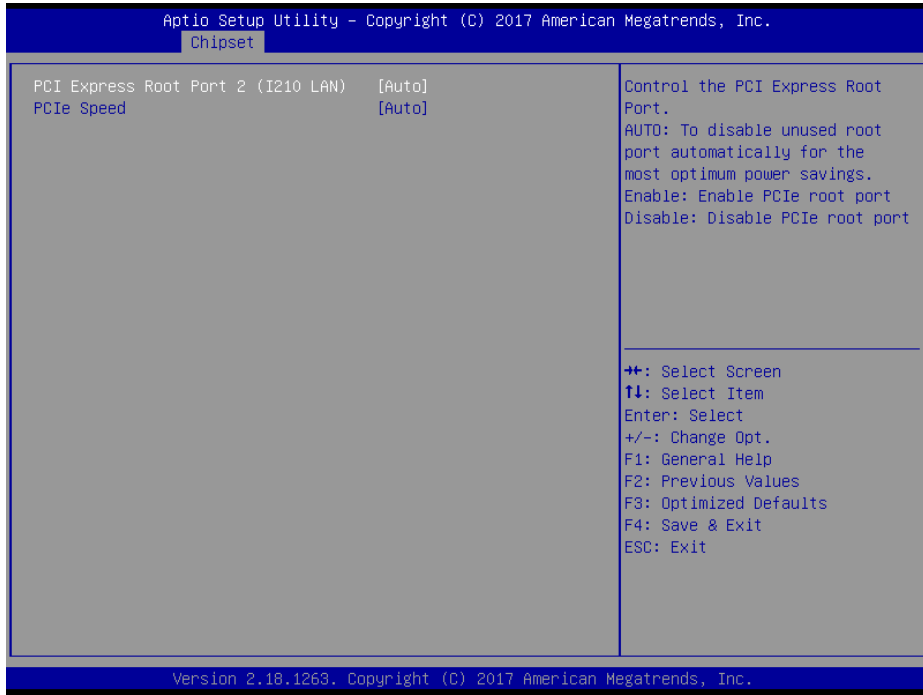 Aptio Setup Utility – Copyright (C) 2017 American Megatrends, Inc.
Chipset
PCI Express Root Port 2 (I210 LAN) [Auto]
PCIe Speed [Auto]
Control the PCI Express Root
Port.
AUTO: To disable unused root
port automatically for the
most optimum power savings.
Enable: Enable PCIe root port
Disable: Disable PCIe root port
→←: Select Screen
↑↓: Select Item
Enter: Select
+/-: Change Opt.
F1: General Help
F2: Previous Values
F3: Optimized Defaults
F4: Save & Exit
ESC: Exit
Version 2.18.1263. Copyright (C) 2017 American Megatrends, Inc.